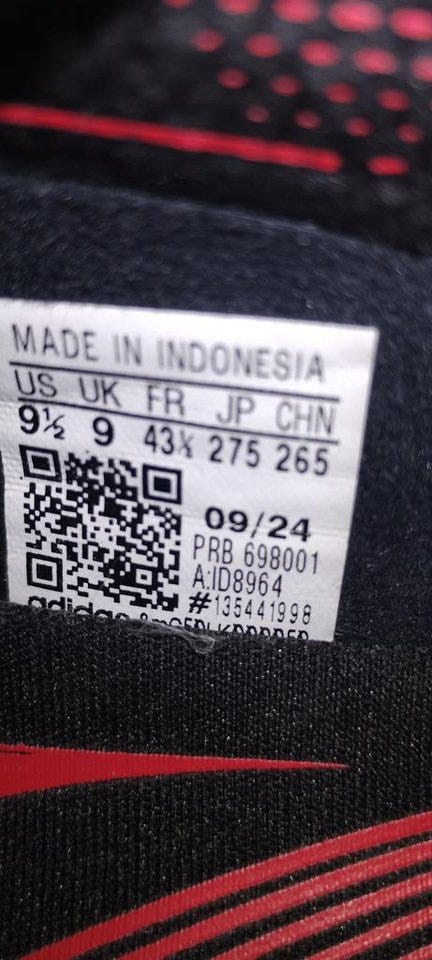 MADE IN INDONESIA
US UK FR JP CHN
9½ 9 43⅓ 275 265
09/24
PRB 698001
A:ID8964
#135441998
adidas